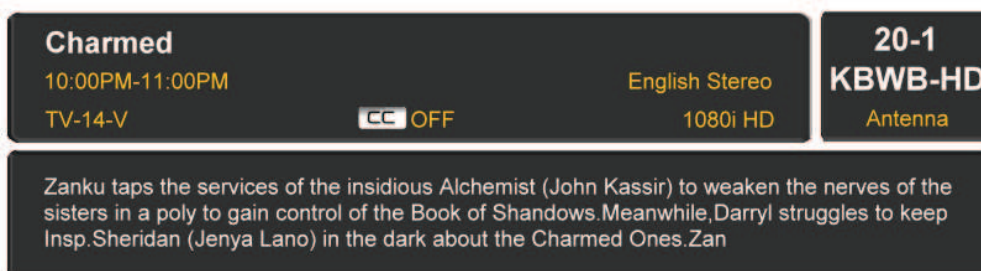 Charmed
10:00PM-11:00PM
English Stereo
TV-14-V
CC OFF
1080i HD
20-1
KBWB-HD
Antenna
Zanku taps the services of the insidious Alchemist (John Kassir) to weaken the nerves of the
sisters in a poly to gain control of the Book of Shandows.Meanwhile,Darryl struggles to keep
Insp.Sheridan (Jenya Lano) in the dark about the Charmed Ones.Zan